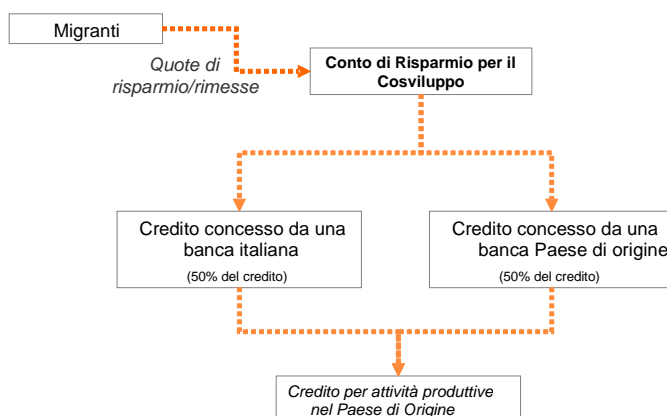 Migranti
Quote di
risparmio/rimesse
Conto di Risparmio per il
Cosviluppo
Credito concesso da una
banca italiana
(50% del credito)
Credito concesso da una
banca Paese di origine
(50% del credito)
Credito per attività produttive
nel Paese di Origine